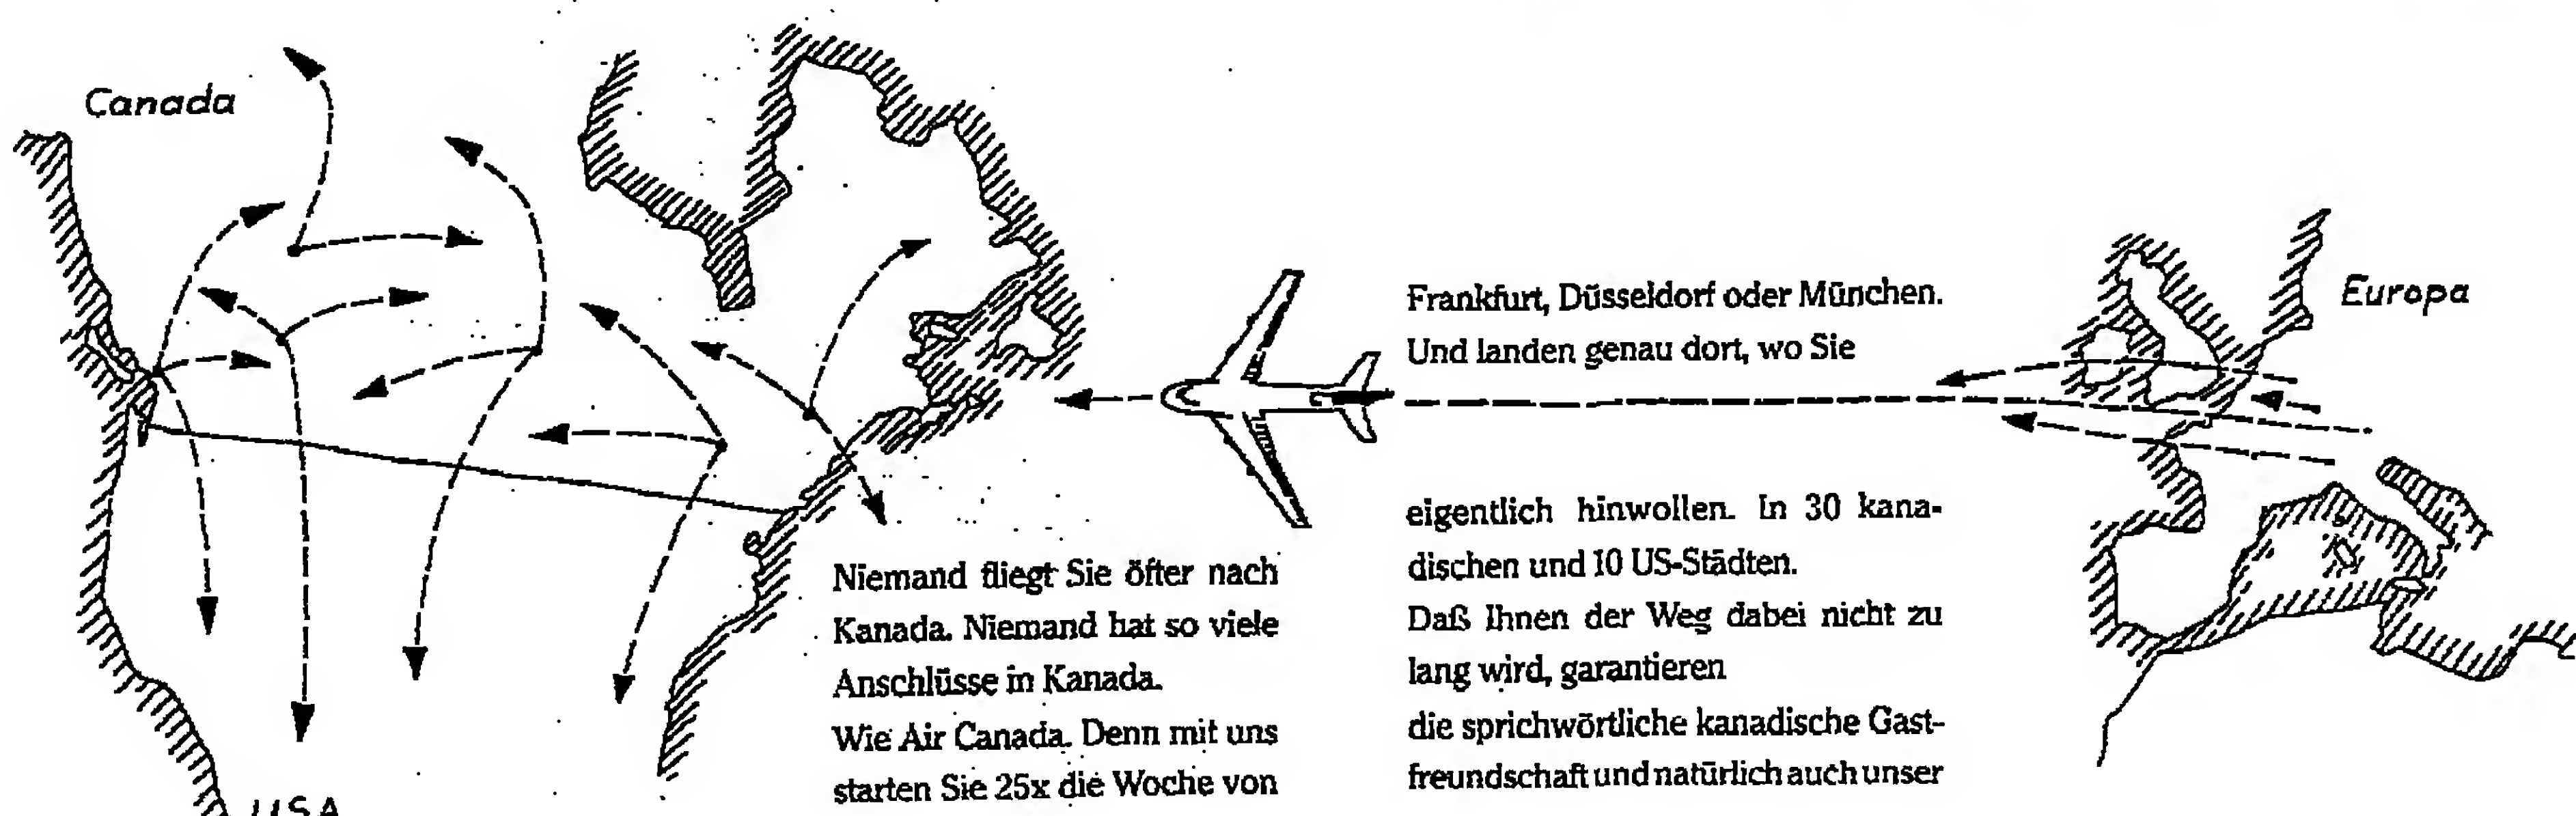 Canada
Europa
USA
Niemand fliegt Sie öfter nach
Kanada. Niemand hat so viele
Anschlüsse in Kanada.
Wie Air Canada. Denn mit uns
starten Sie 25x die Woche von
Frankfurt, Düsseldorf oder München.
Und landen genau dort, wo Sie
eigentlich hinwollen. In 30 kana-
dischen und 10 US-Städten.
Daß Ihnen der Weg dabei nicht zu
lang wird, garantieren
die sprichwörtliche kanadische Gast-
freundschaft und natürlich auch unser